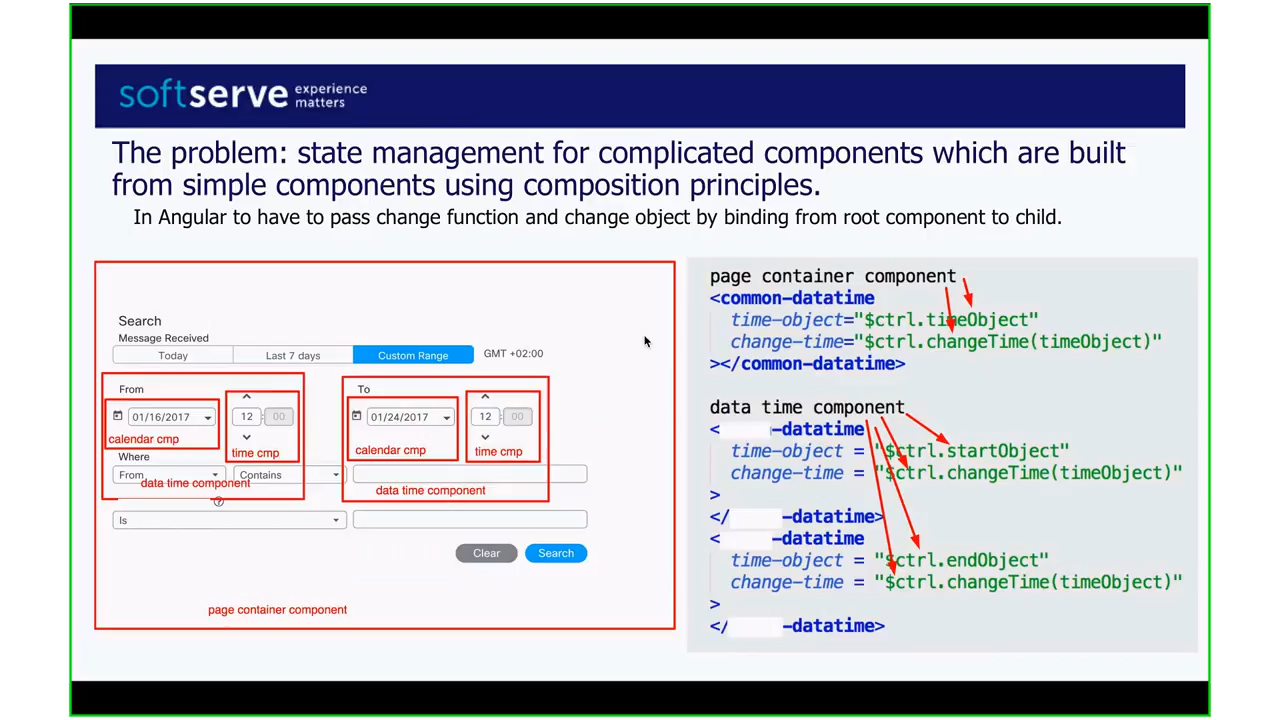 softserve experience matters
The problem: state management for complicated components which are built
from simple components using composition principles.
In Angular to have to pass change function and change object by binding from root component to child.
Search
Message Received
Today Last 7 days Custom Range GMT +02:00
From To
01/16/2017 12 : 00 01/24/2017 12 : 00
calendar cmp time cmp calendar cmp time cmp
Where
From Contains
data time component data time component
?
Is
Clear Search
page container component
page container component
<common-datatime
time-object="$ctrl.timeObject"
change-time="$ctrl.changeTime(timeObject)"
></common-datatime>
data time component
< -datatime
time-object = "$ctrl.startObject"
change-time = "$ctrl.changeTime(timeObject)"
>
</ -datatime>
< -datatime
time-object = "$ctrl.endObject"
change-time = "$ctrl.changeTime(timeObject)"
>
</ -datatime>